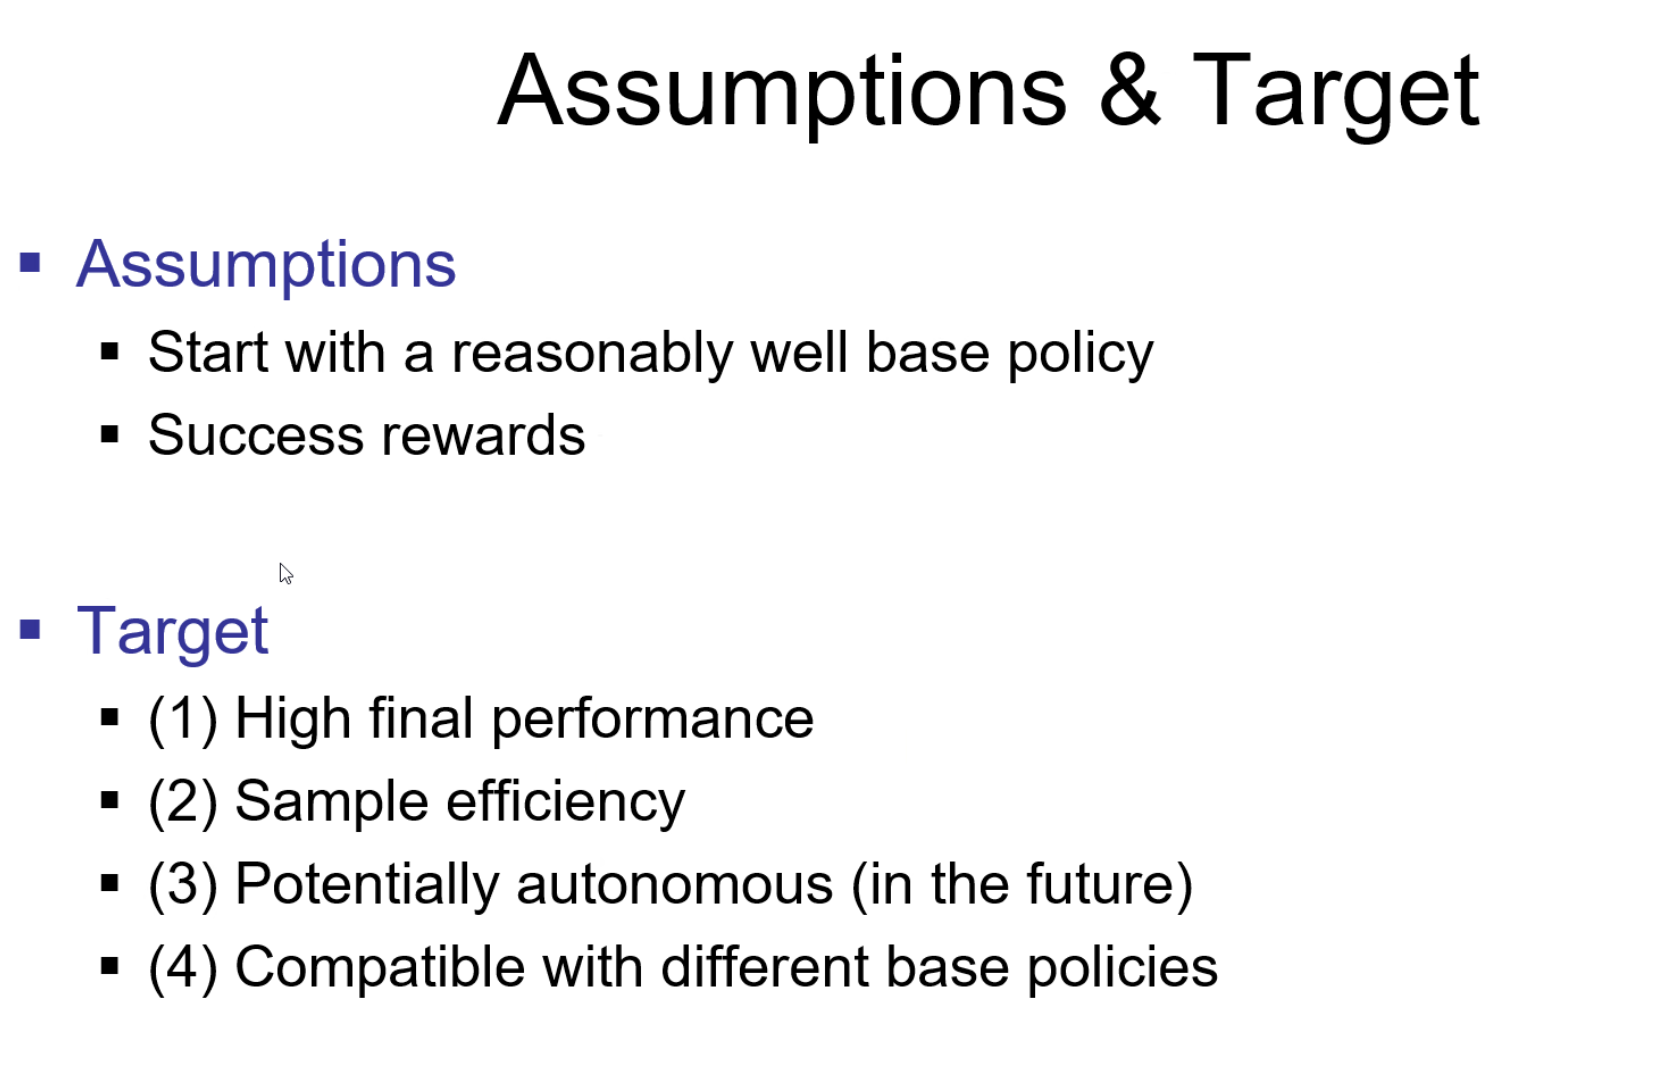 Assumptions & Target
Assumptions
Start with a reasonably well base policy
Success rewards
Target
(1) High final performance
(2) Sample efficiency
(3) Potentially autonomous (in the future)
(4) Compatible with different base policies